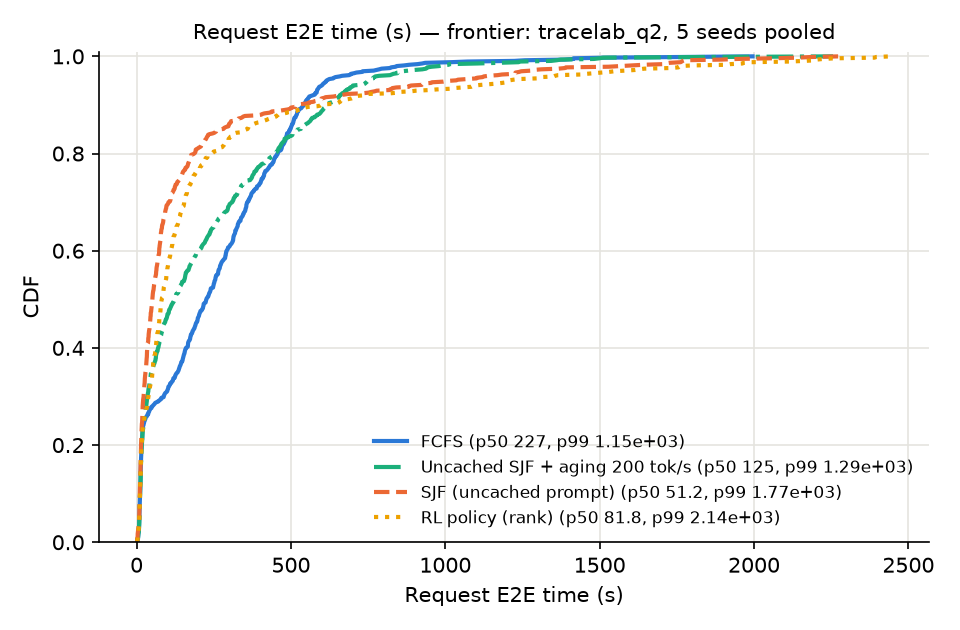 Request E2E time (s) — frontier: tracelab_q2, 5 seeds pooled
1.0
0.8
0.6
0.4
0.2
0.0
CDF
FCFS (p50 227, p99 1.15e+03)
Uncached SJF + aging 200 tok/s (p50 125, p99 1.29e+03)
SJF (uncached prompt) (p50 51.2, p99 1.77e+03)
RL policy (rank) (p50 81.8, p99 2.14e+03)
0 500 1000 1500 2000 2500
Request E2E time (s)